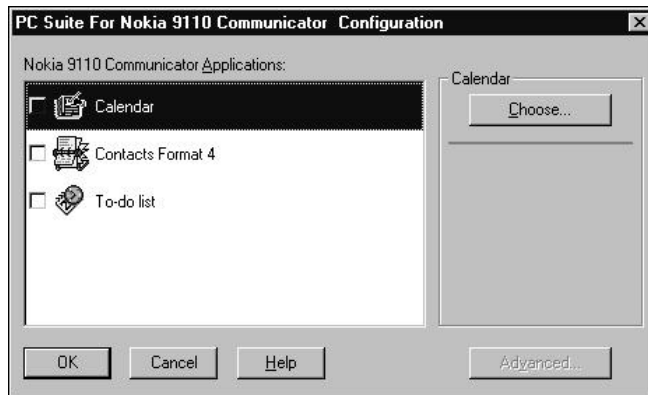 PC Suite For Nokia 9110 Communicator Configuration
Nokia 9110 Communicator Applications:
Calendar
Contacts Format 4
To-do list
Calendar
Choose...
OK
Cancel
Help
Advanced...